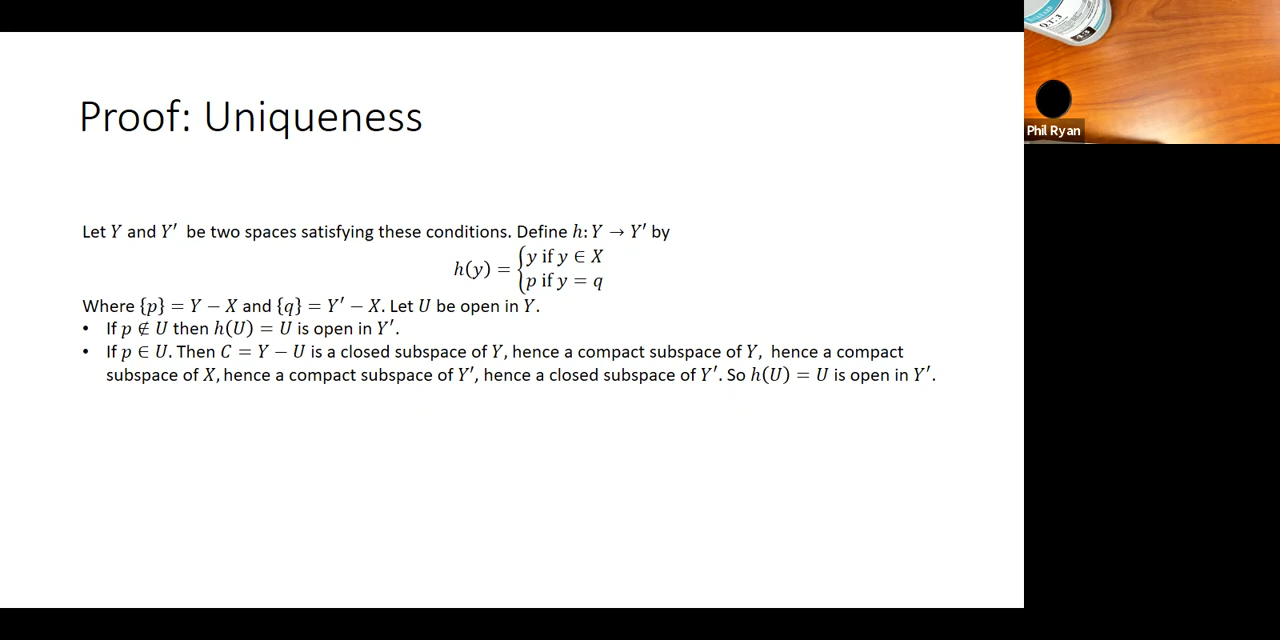 Proof: Uniqueness
Let Y and Y′ be two spaces satisfying these conditions. Define h: Y → Y′ by
h(y) = {y if y ∈ X
{p if y = q
Where {p} = Y − X and {q} = Y′ − X. Let U be open in Y.
• If p ∉ U then h(U) = U is open in Y′.
• If p ∈ U. Then C = Y − U is a closed subspace of Y, hence a compact subspace of Y, hence a compact
subspace of X, hence a compact subspace of Y′, hence a closed subspace of Y′. So h(U) = U is open in Y′.
Phil Ryan